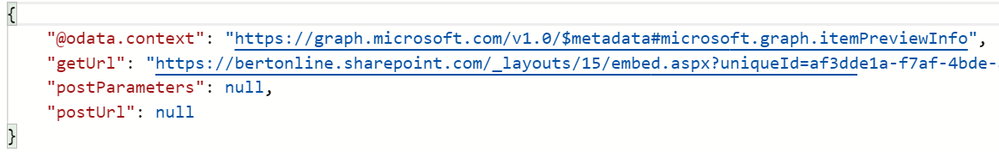 {
"@odata.context": "https://graph.microsoft.com/v1.0/$metadata#microsoft.graph.itemPreviewInfo",
"getUrl": "https://bertonline.sharepoint.com/_layouts/15/embed.aspx?uniqueId=af3dde1a-f7af-4bde-
"postParameters": null,
"postUrl": null
}